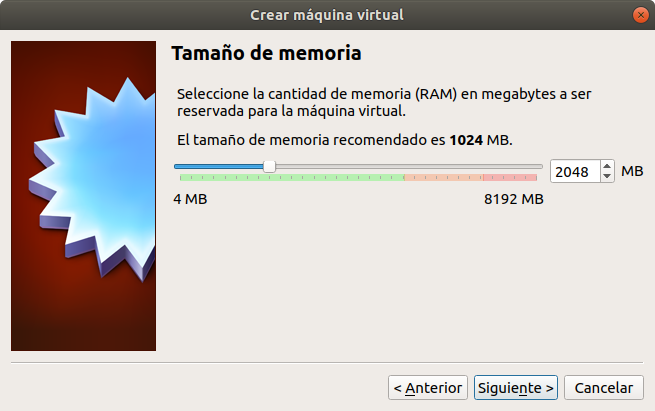 Crear máquina virtual
Tamaño de memoria
Seleccione la cantidad de memoria (RAM) en megabytes a ser
reservada para la máquina virtual.
El tamaño de memoria recomendado es 1024 MB.
2048 MB
4 MB 8192 MB
< Anterior Siguiente > Cancelar